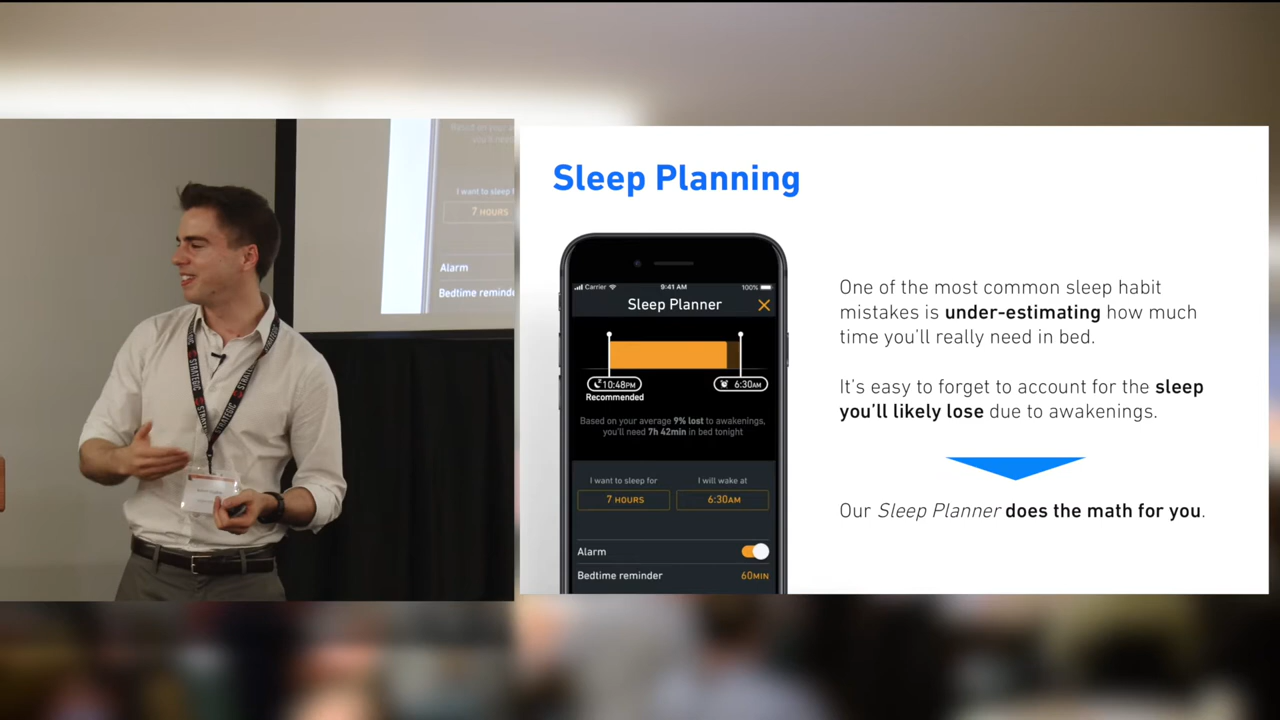 I want to sleep
7 HOURS
Alarm
Bedtime reminde
STRATEGIC
STRATEGIC
Sleep Planning
Carrier 9:41 AM 100%
Sleep Planner
10:48PM 6:30AM
Recommended
Based on your average 9% lost to awakenings,
you'll need 7h 42min in bed tonight
I want to sleep for I will wake at
7 HOURS 6:30AM
Alarm
Bedtime reminder 60MIN
One of the most common sleep habit
mistakes is under-estimating how much
time you'll really need in bed.
It's easy to forget to account for the sleep
you'll likely lose due to awakenings.
Our Sleep Planner does the math for you.